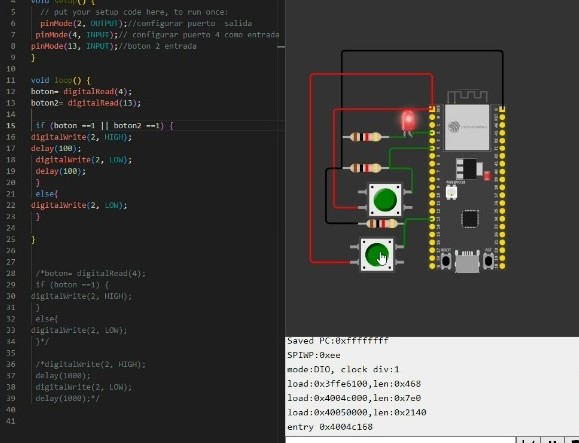 4 void setup() {
5 // put your setup code here, to run once:
6 pinMode(2, OUTPUT);//configurar puerto salida
7 pinMode(4, INPUT);// configurar puerto 4 como entrada
8 pinMode(13, INPUT);//boton 2 entrada
9 }
10
11 void loop() {
12 boton= digitalRead(4);
13 boton2= digitalRead(13);
14
15 if (boton ==1 || boton2 ==1) {
16 digitalWrite(2, HIGH);
17 delay(100);
18 digitalWrite(2, LOW);
19 delay(100);
20 }
21 else{
22 digitalWrite(2, LOW);
23 }
24
25 }
26
27
28 /*boton= digitalRead(4);
29 if (boton ==1) {
30 digitalWrite(2, HIGH);
31 }
32 else{
33 digitalWrite(2, LOW);
34 }*/
35
36 /*digitalWrite(2, HIGH);
37 delay(1000);
38 digitalWrite(2, LOW);
39 delay(1000);*/
40
41
Saved PC:0xffffffff
SPIWP:0xee
mode:DIO, clock div:1
load:0x3ffe6100,len:0x468
load:0x4004c000,len:0x7e0
load:0x40050000,len:0x2140
entry 0x4004c168